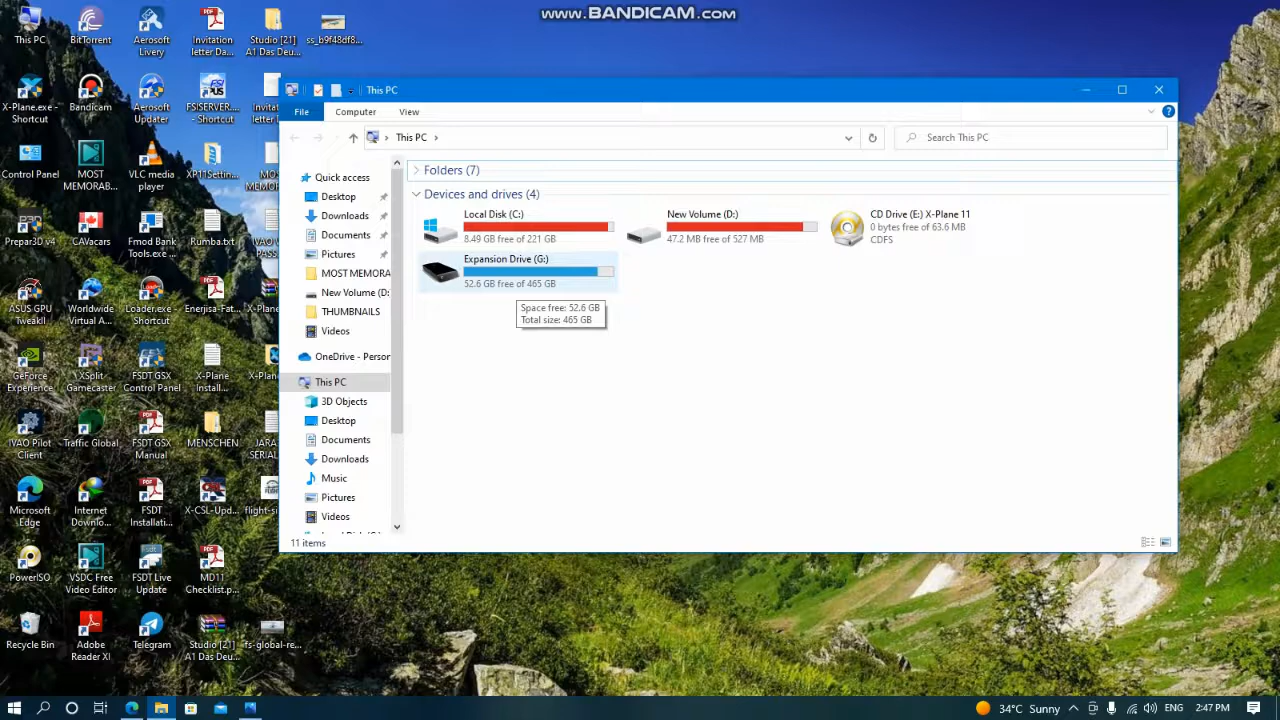 www.BANDICAM.com
This PC
BitTorrent
Aerosoft
Livery
Invitation
letter Da...
Studio [21]
A1 Das Deu...
ss_b9f48df8...
X-Plane.exe -
Shortcut
Bandicam
Aerosoft
Updater
FSISERVER....
- Shortcut
Control Panel
MOST
MEMORAB...
VLC media
player
XP11Settin...
Prepar3D v4
CAVacars
Fmod Bank
Tools.exe ...
Rumba.txt
ASUS GPU
TweakII
Worldwide
Virtual A...
Loader.exe -
Shortcut
Enerjisa-Fat...
GeForce
Experience
XSplit
Gamecaster
FSDT GSX
Control Panel
X-Plane
Install...
IVAO Pilot
Client
Traffic Global
FSDT GSX
Manual
MENSCHEN
Microsoft
Edge
Internet
Downlo...
FSDT
Installati...
X-CSL-Upd...
flight-si
PowerISO
VSDC Free
Video Editor
FSDT Live
Update
MD11
Checklist.p...
Recycle Bin
Adobe
Reader XI
Telegram
Studio [21]
A1 Das Deu...
fs-global-re...
This PC
File
Computer
View
This PC
Search This PC
Quick access
Desktop
Downloads
Documents
Pictures
MOST MEMORA
New Volume (D:
THUMBNAILS
Videos
OneDrive - Person
This PC
3D Objects
Desktop
Documents
Downloads
Music
Pictures
Videos
Folders (7)
Devices and drives (4)
Local Disk (C:)
8.49 GB free of 221 GB
New Volume (D:)
47.2 MB free of 527 MB
CD Drive (E:) X-Plane 11
0 bytes free of 63.6 MB
CDFS
Expansion Drive (G:)
52.6 GB free of 465 GB
Space free: 52.6 GB
Total size: 465 GB
11 items
34°C Sunny
ENG
2:47 PM